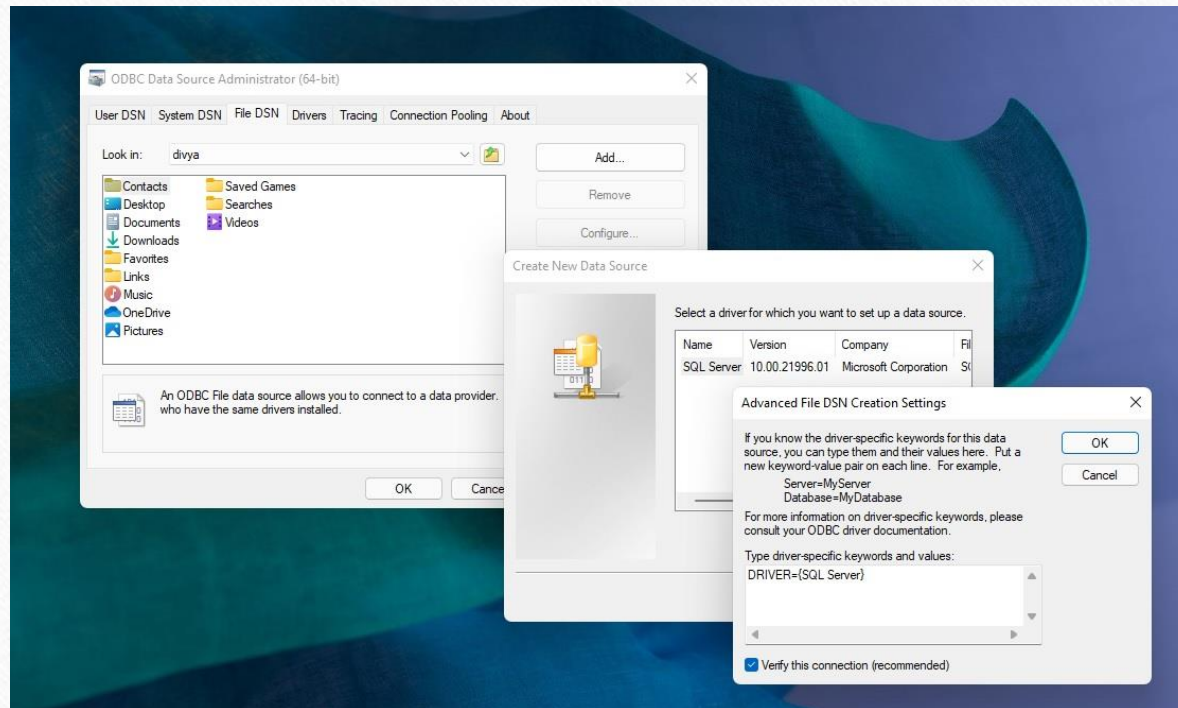 ODBC Data Source Administrator (64-bit)
User DSN System DSN File DSN Drivers Tracing Connection Pooling About
Look in: divya
Add...
Contacts
Desktop
Documents
Downloads
Favorites
Links
Music
OneDrive
Pictures
Saved Games
Searches
Videos
Remove
Configure...
An ODBC File data source allows you to connect to a data provider.
who have the same drivers installed.
OK
Create New Data Source
Select a driver for which you want to set up a data source.
Name Version Company
SQL Server 10.00.21996.01 Microsoft Corporation
Advanced File DSN Creation Settings
If you know the driver-specific keywords for this data
source, you can type them and their values here. Put a
new keyword-value pair on each line. For example,
Server=MyServer
Database=MyDatabase
For more information on driver-specific keywords, please
consult your ODBC driver documentation.
Type driver-specific keywords and values:
DRIVER={SQL Server}
Verify this connection (recommended)
OK
Cancel